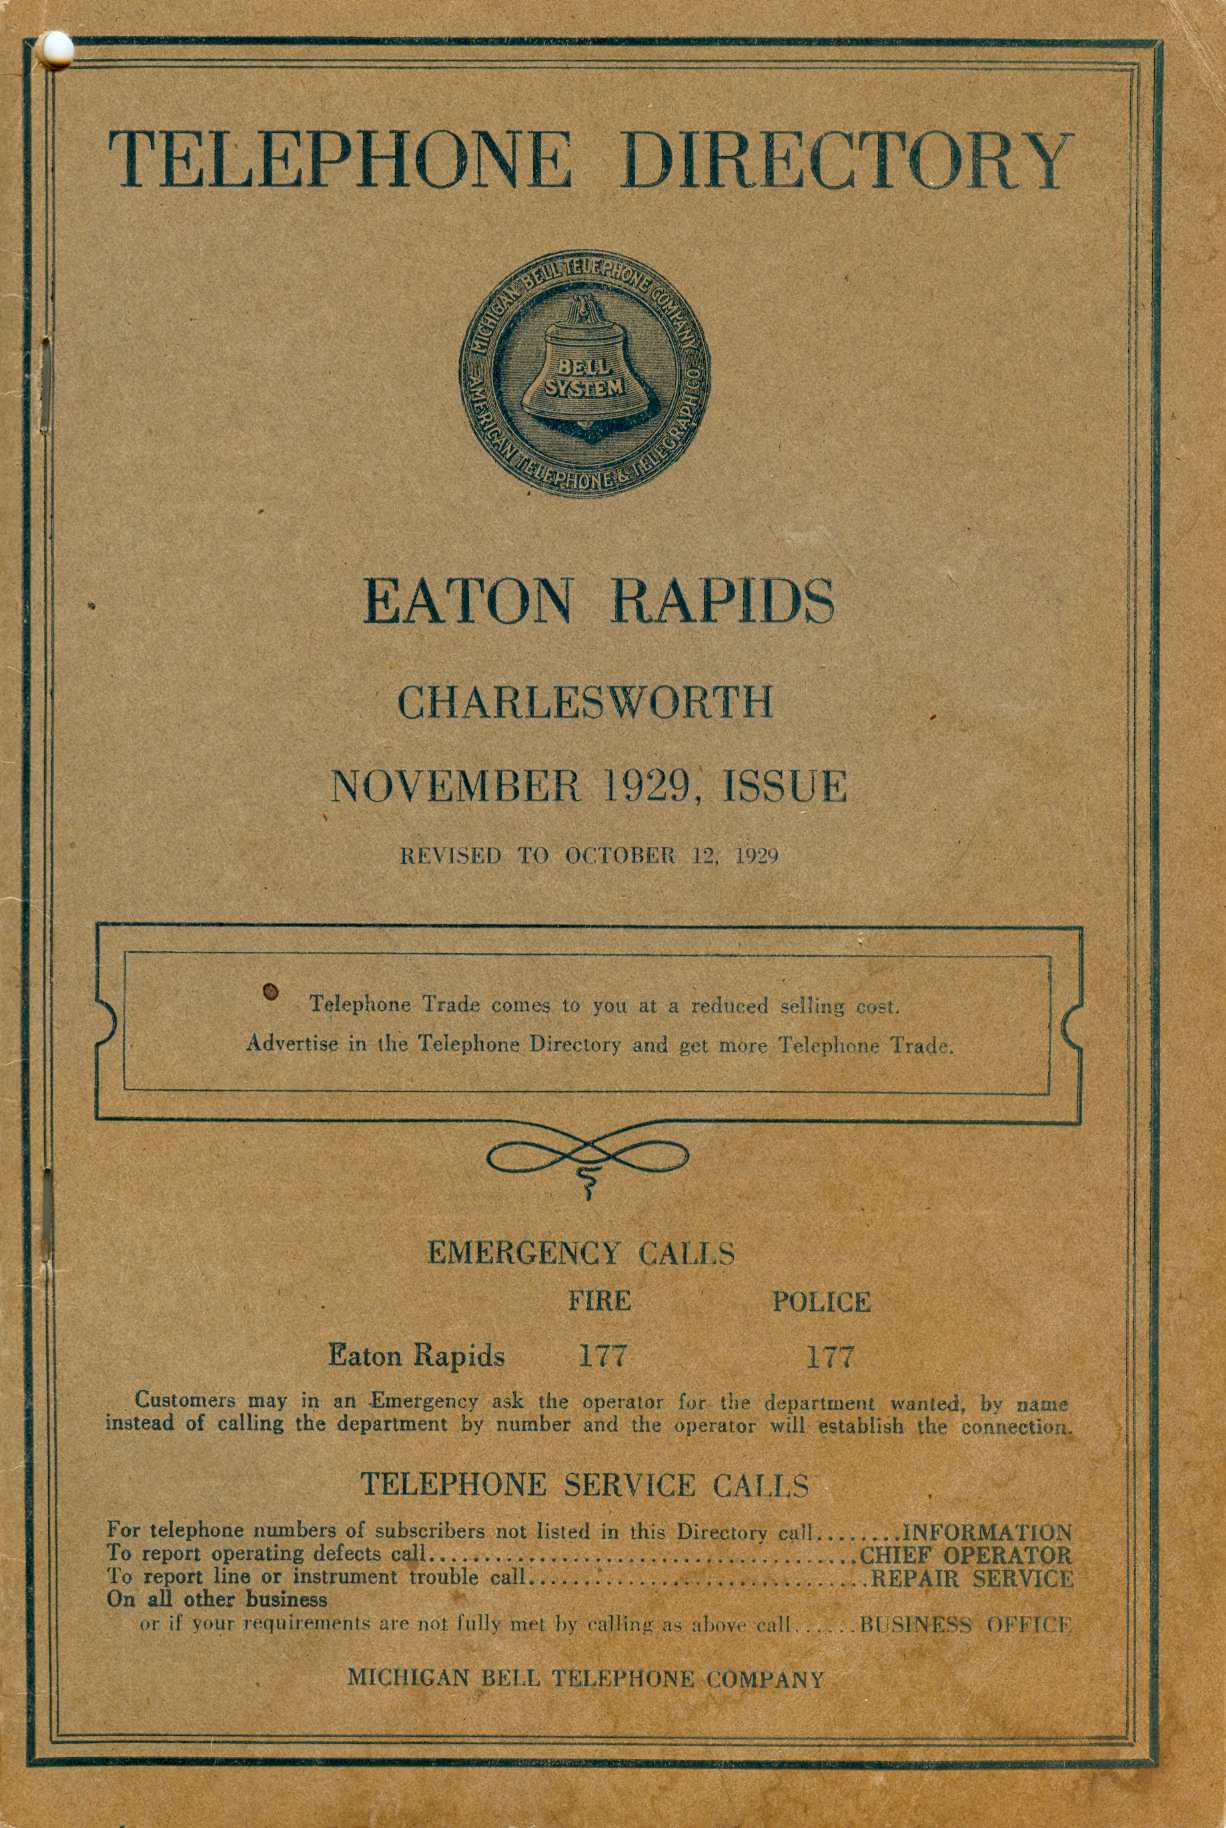 TELEPHONE DIRECTORY
MICHIGAN BELL TELEPHONE COMPANY
AMERICAN TELEPHONE & TELEGRAPH CO.
BELL
SYSTEM
EATON RAPIDS
CHARLESWORTH
NOVEMBER 1929, ISSUE
REVISED TO OCTOBER 12, 1929
Telephone Trade comes to you at a reduced selling cost.
Advertise in the Telephone Directory and get more Telephone Trade.
EMERGENCY CALLS
FIRE POLICE
Eaton Rapids 177 177
Customers may in an Emergency ask the operator for the department wanted, by name
instead of calling the department by number and the operator will establish the connection.
TELEPHONE SERVICE CALLS
For telephone numbers of subscribers not listed in this Directory call........INFORMATION
To report operating defects call.......................................CHIEF OPERATOR
To report line or instrument trouble call...............................REPAIR SERVICE
On all other business
or if your requirements are not fully met by calling as above call......BUSINESS OFFICE
MICHIGAN BELL TELEPHONE COMPANY